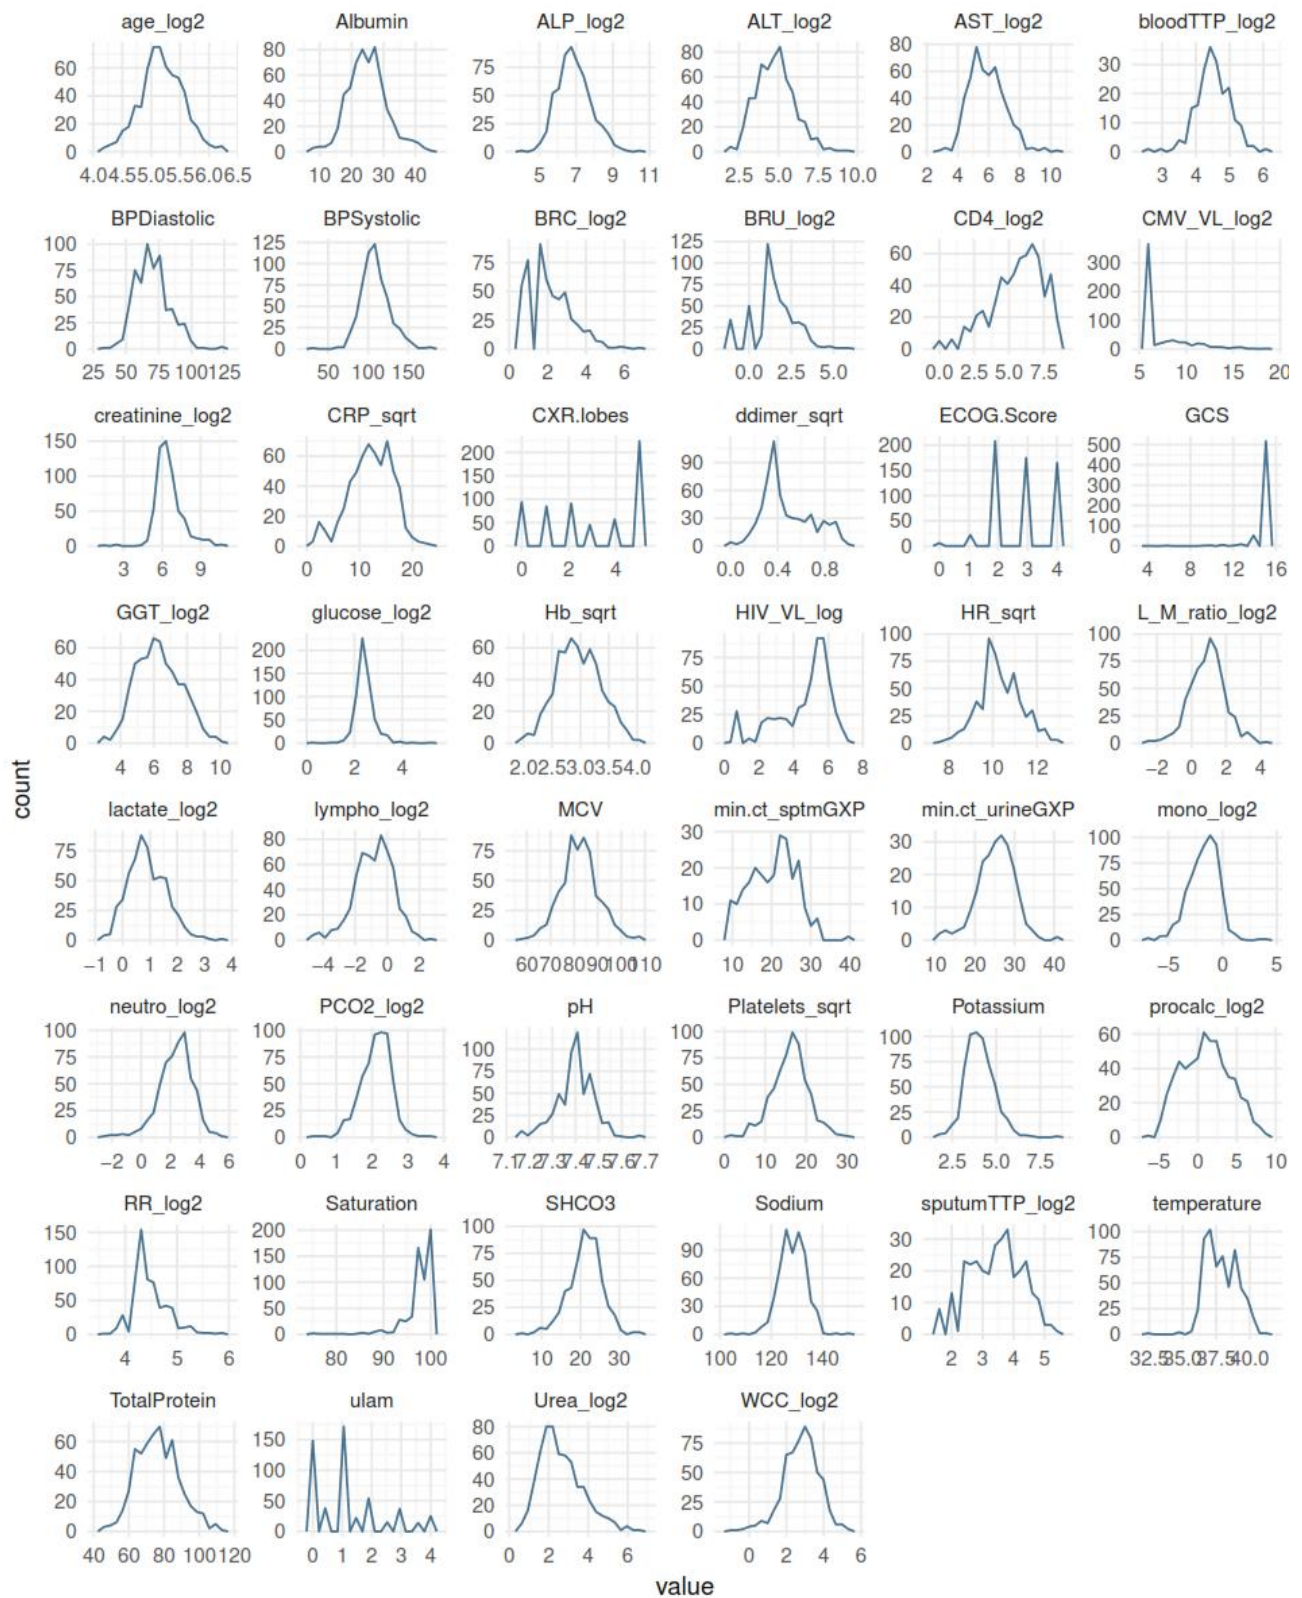 age_log2 Albumin ALP_log2 ALT_log2 AST_log2 bloodTTP_log2
60 40 20 0 80 60 40 20 0 75 50 25 0 80 60 40 20 0 80 60 40 20 0 30 20 10 0
4.04.55.05.56.06.5 10 20 30 40 5 7 9 11 2.5 5.0 7.5 10.0 2 4 6 8 10 3 4 5 6
BPDiastolic BPSystolic BRC_log2 BRU_log2 CD4_log2 CMV_VL_log2
100 75 50 25 0 125 100 75 50 25 0 75 50 25 0 125 100 75 50 25 0 60 40 20 0 300 200 100 0
25 50 75 100125 50 100 150 0 2 4 6 0.0 2.5 5.0 0.0 2.5 5.0 7.5 5 10 15 20
creatinine_log2 CRP_sqrt CXR.lobes ddimer_sqrt ECOG.Score GCS
150 100 50 0 60 40 20 0 200 150 100 50 0 90 60 30 0 200 150 100 50 0 500 400 300 200 100 0
3 6 9 0 10 20 0 2 4 0.0 0.4 0.8 0 1 2 3 4 4 8 12 16
GGT_log2 glucose_log2 Hb_sqrt HIV_VL_log HR_sqrt L_M_ratio_log2
60 40 20 0 200 150 100 50 0 60 40 20 0 75 50 25 0 100 75 50 25 0 100 75 50 25 0
4 6 8 10 0 2 4 2.02.53.03.54.0 0 2 4 6 8 8 10 12 −2 0 2 4
count
lactate_log2 lympho_log2 MCV min.ct_sptmGXP min.ct_urineGXP mono_log2
75 50 25 0 80 60 40 20 0 75 50 25 0 30 20 10 0 30 20 10 0 100 75 50 25 0
−1 0 1 2 3 4 −4 −2 0 2 60708090100110 10 20 30 40 10 20 30 40 −5 0 5
neutro_log2 PCO2_log2 pH Platelets_sqrt Potassium procalc_log2
100 75 50 25 0 100 75 50 25 0 100 75 50 25 0 100 75 50 25 0 100 75 50 25 0 60 40 20 0
−2 0 2 4 6 0 1 2 3 4 7.17.27.37.47.57.67.7 0 10 20 30 2.5 5.0 7.5 −5 0 5 10
RR_log2 Saturation SHCO3 Sodium sputumTTP_log2 temperature
150 100 50 0 200 150 100 50 0 100 75 50 25 0 90 60 30 0 30 20 10 0 100 75 50 25 0
4 5 6 80 90 100 10 20 30 100 120 140 2 3 4 5 32.535.037.540.0
TotalProtein ulam Urea_log2 WCC_log2
60 40 20 0 150 100 50 0 80 60 40 20 0 75 50 25 0
40 60 80 100120 0 1 2 3 4 0 2 4 6 0 2 4 6
value